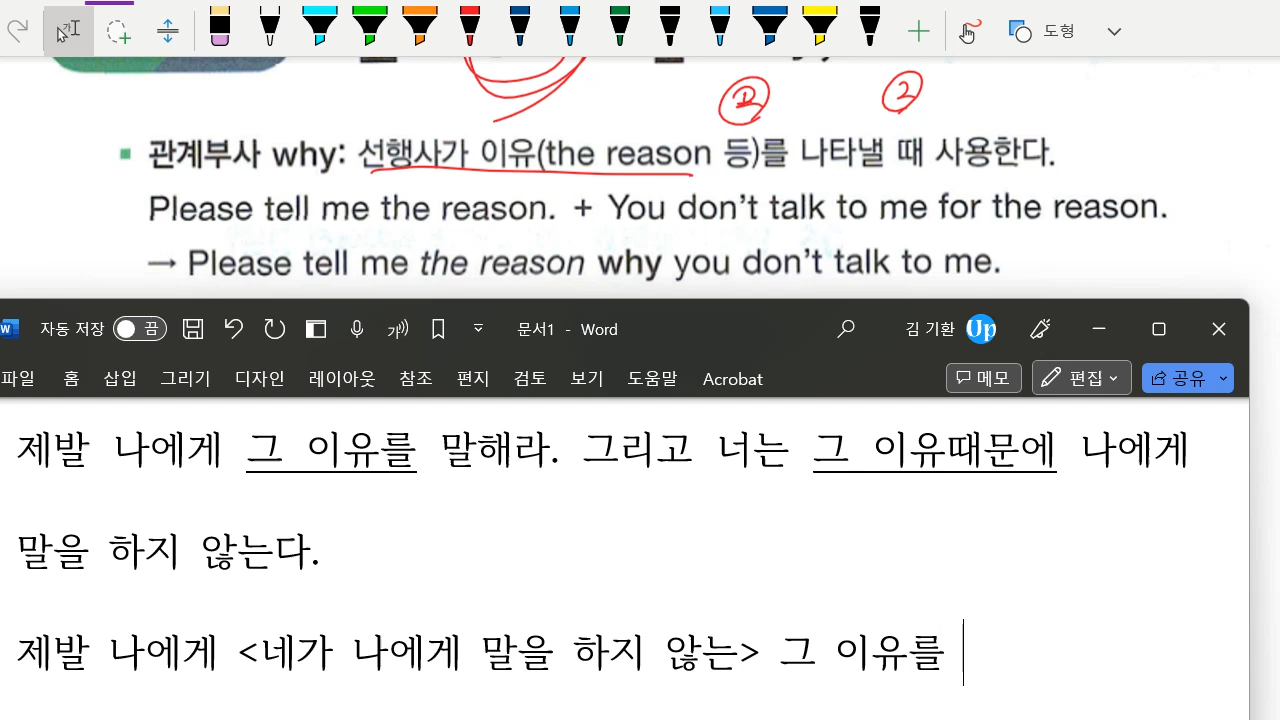 도형
② ②
관계부사 why: 선행사가 이유(the reason 등)를 나타낼 때 사용한다.
Please tell me the reason. + You don't talk to me for the reason.
→ Please tell me the reason why you don't talk to me.
자동 저장 끔 가 문서1 - Word 김 기환 Up
파일 홈 삽입 그리기 디자인 레이아웃 참조 편지 검토 보기 도움말 Acrobat 메모 편집 공유
제발 나에게 그 이유를 말해라. 그리고 너는 그 이유때문에 나에게
말을 하지 않는다.
제발 나에게 <네가 나에게 말을 하지 않는> 그 이유를